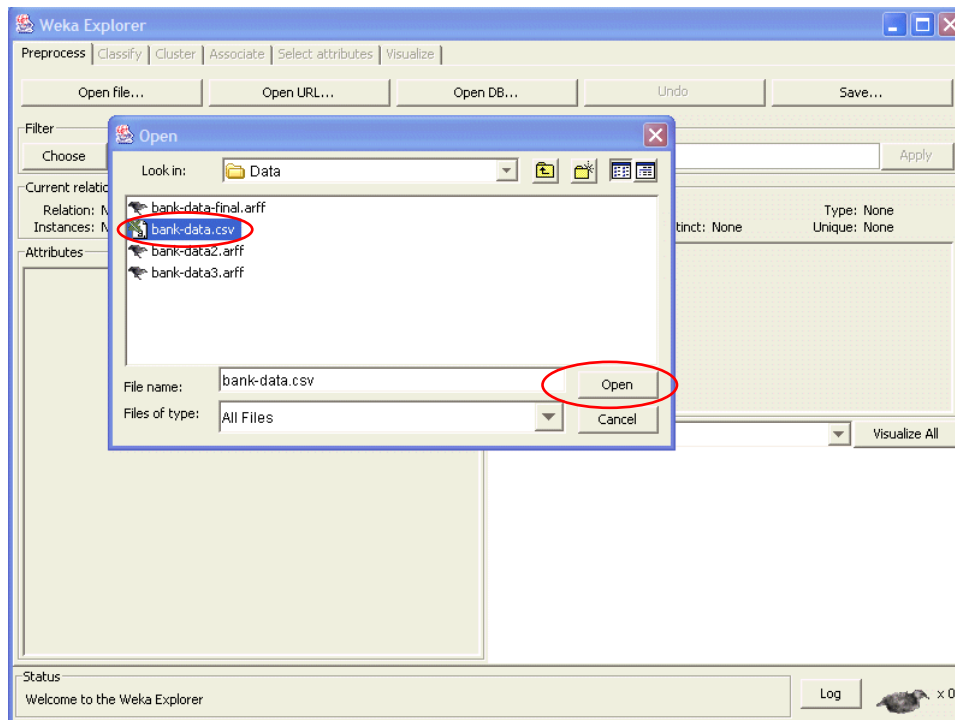 Weka Explorer
Preprocess Classify Cluster Associate Select attributes Visualize
Open file... Open URL... Open DB... Undo Save...
Filter
Choose Apply
Open
Look in: Data
bank-data-final.arff
bank-data.csv
bank-data2.arff
bank-data3.arff
File name: bank-data.csv Open
Files of type: All Files Cancel
Current relatio
Relation: N
Instances: N
tinct: None
Type: None
Unique: None
Attributes
Visualize All
Status
Welcome to the Weka Explorer
Log x 0